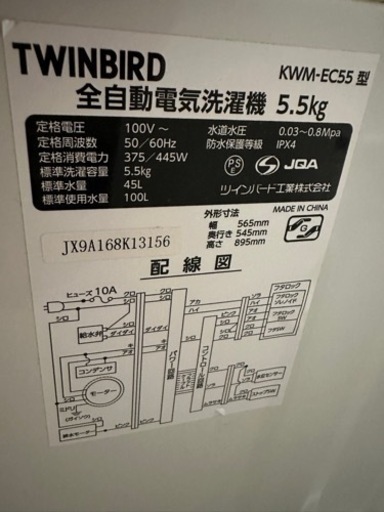 TWINBIRD
KWM-EC55 型
全自動電気洗濯機 5.5kg
定格電圧 100V～
定格周波数 50/60Hz
定格消費電力 375/445W
標準洗濯容量 5.5kg
標準水量 45L
標準使用水量 100L
水道水圧 0.03～0.8Mpa
防水保護等級 IPX4
PSE JQA
ツインバード工業株式会社
MADE IN CHINA
外形寸法
幅 565mm
奥行き 545mm
高さ 895mm
JX9A168K13156
配線図
ヒューズ 10A
給水弁
コンデンサ
モーター
排水モータ